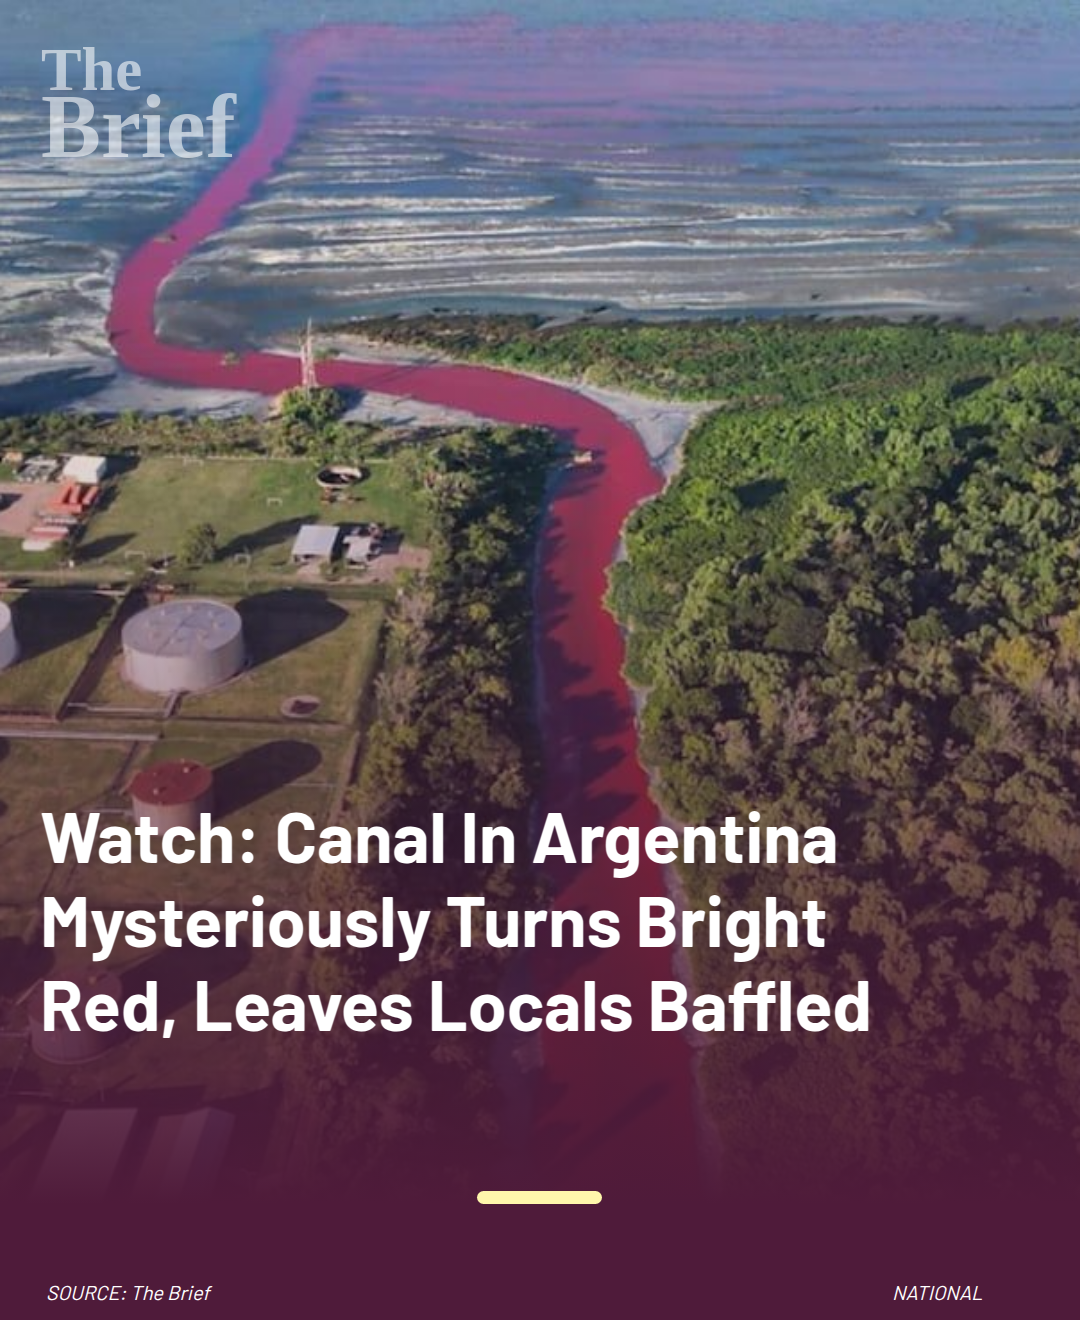 The
Brief
Watch: Canal In Argentina
Mysteriously Turns Bright
Red, Leaves Locals Baffled
SOURCE: The Brief
NATIONAL